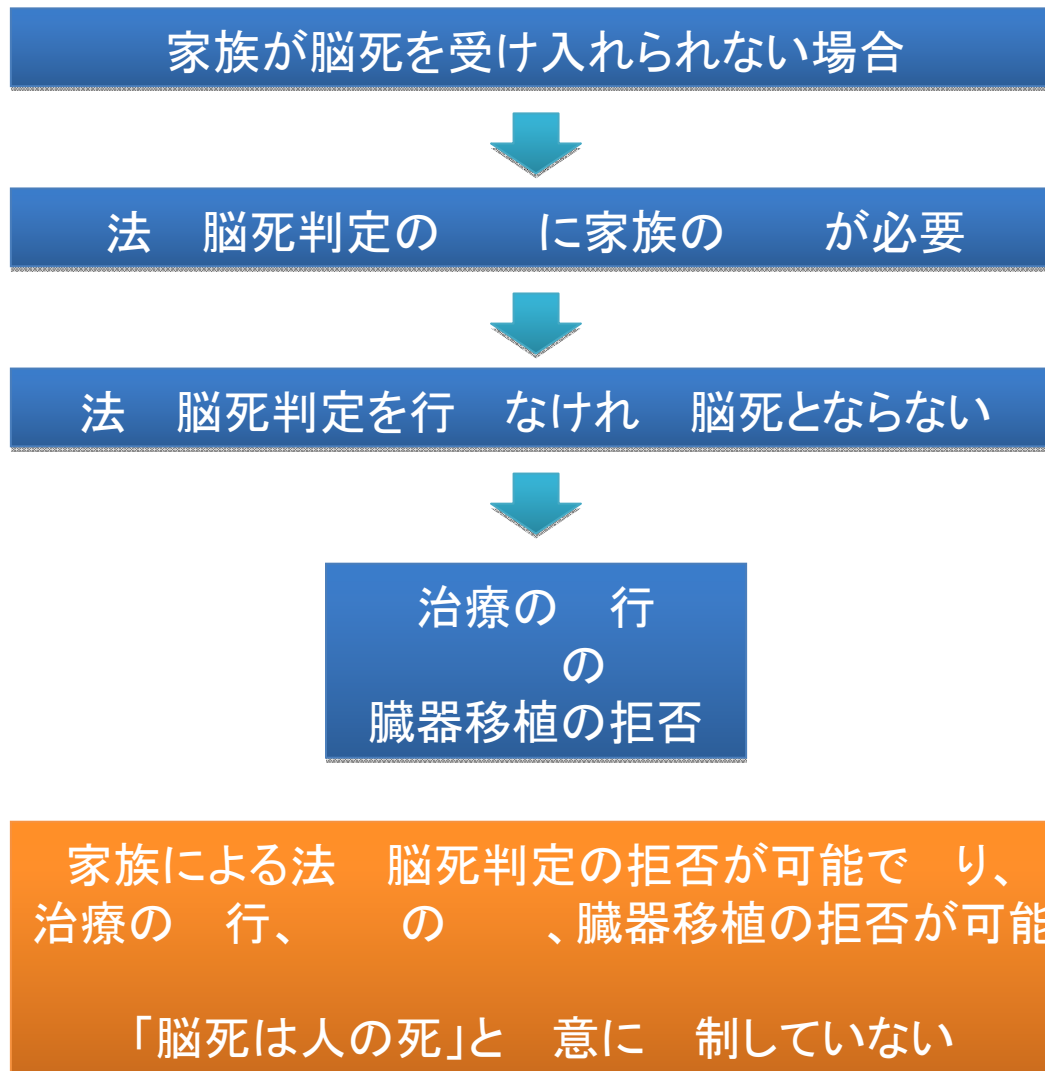 家族が脳死を受け入れられない場合
法 脳死判定の に家族の が必要
法 脳死判定を行 なけれ 脳死とならない
治療の 行
の
臓器移植の拒否
家族による法 脳死判定の拒否が可能で り、
治療の 行、 の 、臓器移植の拒否が可能
「脳死は人の死」と 意に 制していない